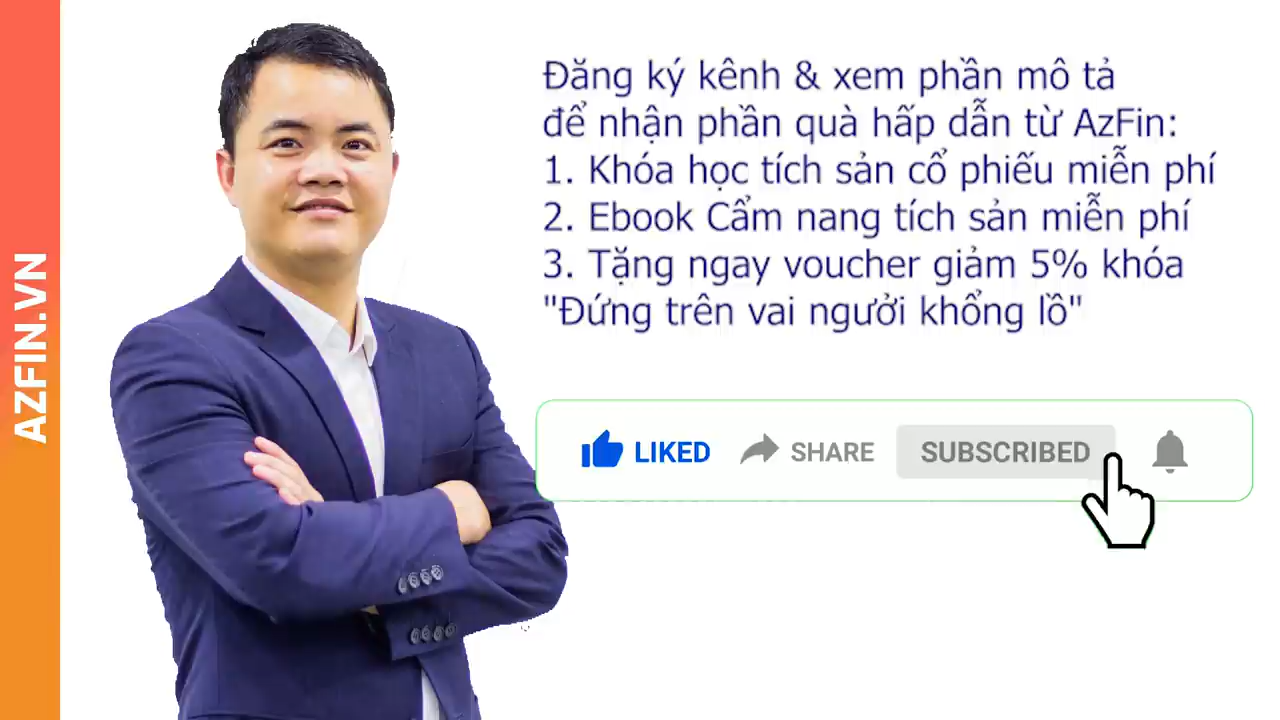 AZFIN.VN
Đăng ký kênh & xem phần mô tả
để nhận phần quà hấp dẫn từ AzFin:
1. Khóa học tích sản cổ phiếu miễn phí
2. Ebook Cẩm nang tích sản miễn phí
3. Tặng ngay voucher giảm 5% khóa
"Đứng trên vai người khổng lồ"
LIKED SHARE SUBSCRIBED